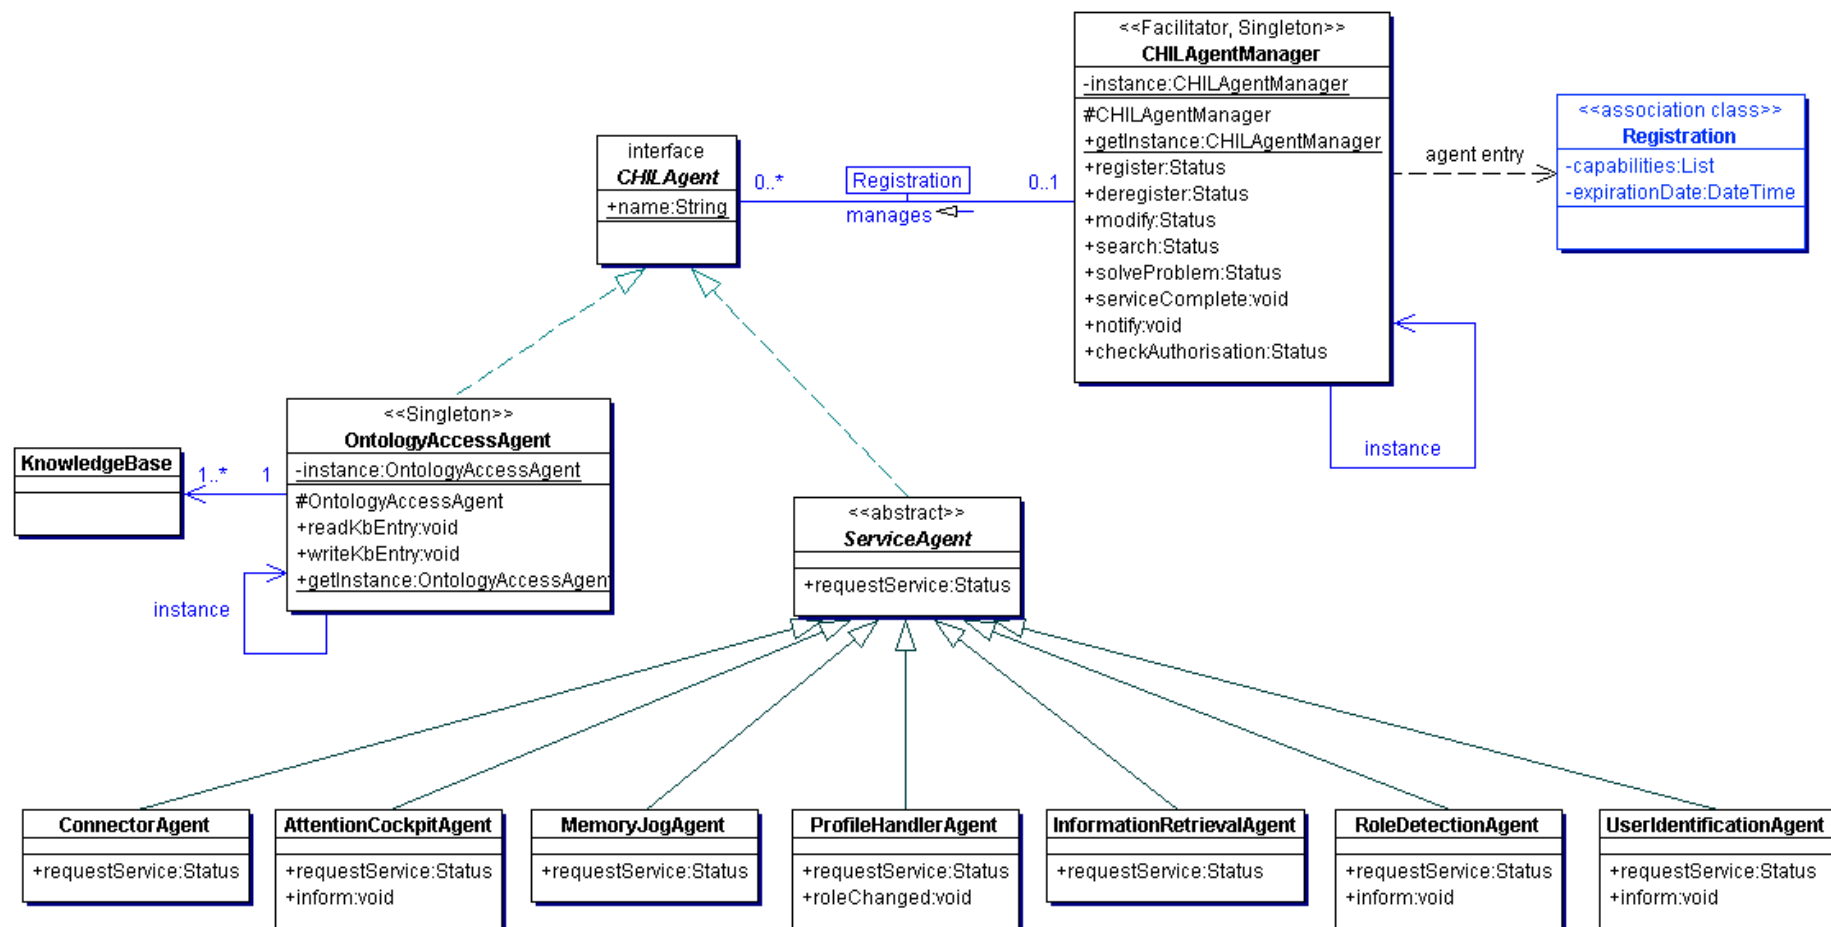 <<Facilitator, Singleton>>
CHILAgentManager
-instance:CHILAgentManager
#CHILAgentManager
+getInstance:CHILAgentManager
+register:Status
+deregister:Status
+modify:Status
+search:Status
+solveProblem:Status
+serviceComplete:void
+notify:void
+checkAuthorisation:Status
instance
agent entry
<<association class>>
Registration
-capabilities:List
-expirationDate:DateTime
interface
CHILAgent
+name:String
0..*
Registration
manages
0..1
<<Singleton>>
OntologyAccessAgent
-instance:OntologyAccessAgent
#OntologyAccessAgent
+readKbEntry:void
+writeKbEntry:void
+getInstance:OntologyAccessAgent
instance
KnowledgeBase
1..*
1
<<abstract>>
ServiceAgent
+requestService:Status
ConnectorAgent
+requestService:Status
AttentionCockpitAgent
+requestService:Status
+inform:void
MemoryJogAgent
+requestService:Status
ProfileHandlerAgent
+requestService:Status
+roleChanged:void
InformationRetrievalAgent
+requestService:Status
RoleDetectionAgent
+requestService:Status
+inform:void
UserIdentificationAgent
+requestService:Status
+inform:void